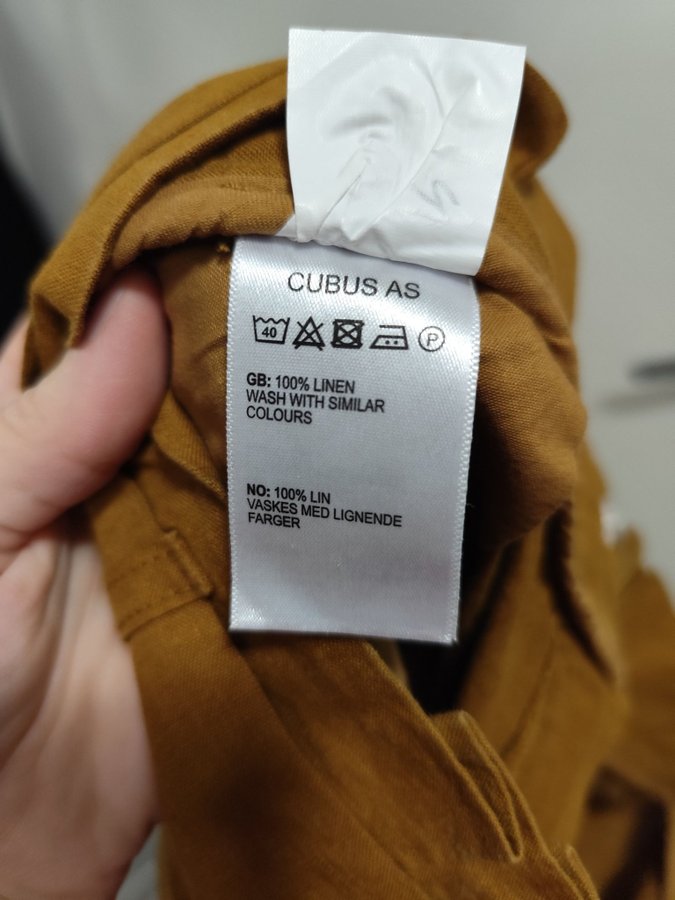 CUBUS AS
40 P
GB: 100% LINEN
WASH WITH SIMILAR
COLOURS
NO: 100% LIN
VASKES MED LIGNENDE
FARGER